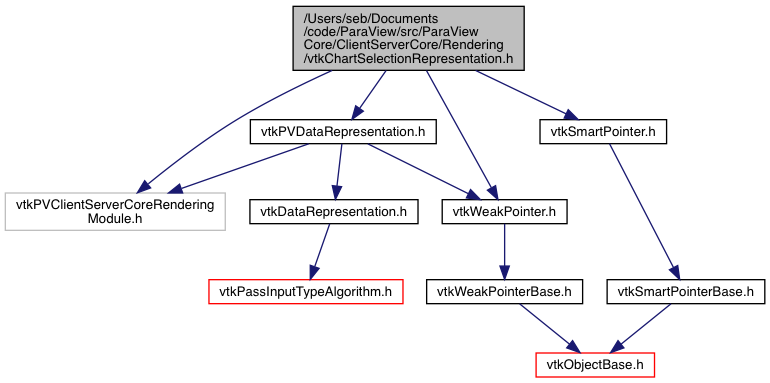 /Users/seb/Documents
/code/ParaView/src/ParaView
Core/ClientServerCore/Rendering
/vtkChartSelectionRepresentation.h
vtkPVDataRepresentation.h
vtkSmartPointer.h
vtkPVClientServerCoreRendering
Module.h
vtkDataRepresentation.h
vtkWeakPointer.h
vtkPassInputTypeAlgorithm.h
vtkWeakPointerBase.h
vtkSmartPointerBase.h
vtkObjectBase.h